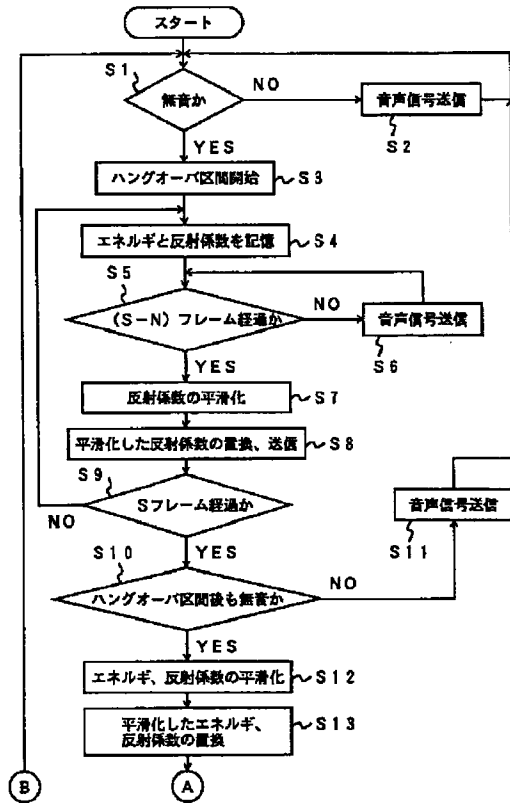 スタート
S1
無音か
NO
音声信号送信
S2
YES
ハングオーバ区間開始
S3
エネルギと反射係数を記憶
S4
S5
(S-N)フレーム経過か
NO
音声信号送信
S6
YES
反射係数の平滑化
S7
平滑化した反射係数の置換、送信
S8
S9
Sフレーム経過か
NO
音声信号送信
S11
YES
S10
ハングオーバ区間後も無音か
NO
YES
エネルギ、反射係数の平滑化
S12
平滑化したエネルギ、
反射係数の置換
S13
B
A